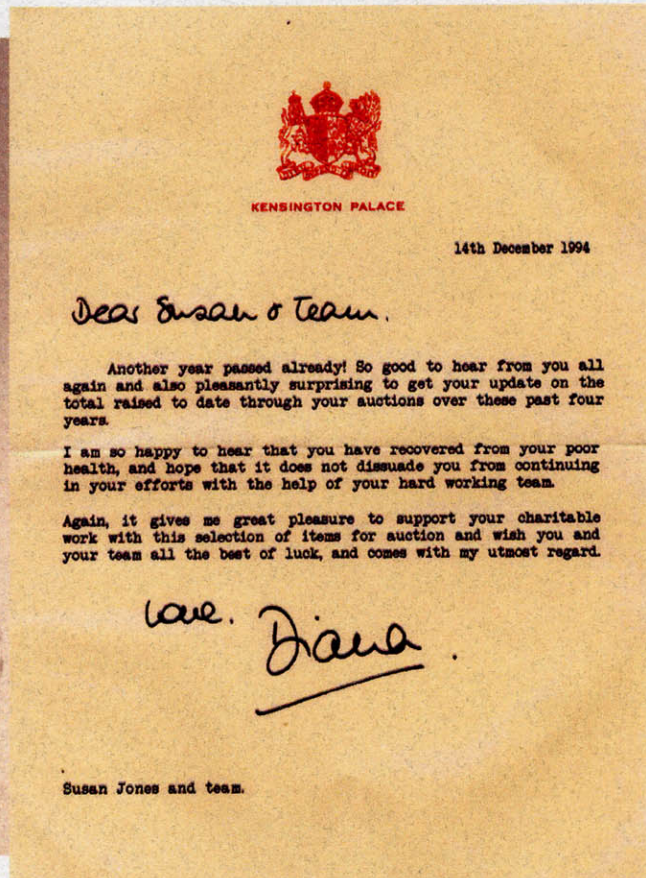 KENSINGTON PALACE
14th December 1994
Dear Susan & Team.
Another year passed already! So good to hear from you all
again and also pleasantly surprising to get your update on the
total raised to date through your auctions over these past four
years.
I am so happy to hear that you have recovered from your poor
health, and hope that it does not dissuade you from continuing
in your efforts with the help of your hard working team.
Again, it gives me great pleasure to support your charitable
work with this selection of items for auction and wish you and
your team all the best of luck, and comes with my utmost regard.
Love.
Diana.
Susan Jones and team.